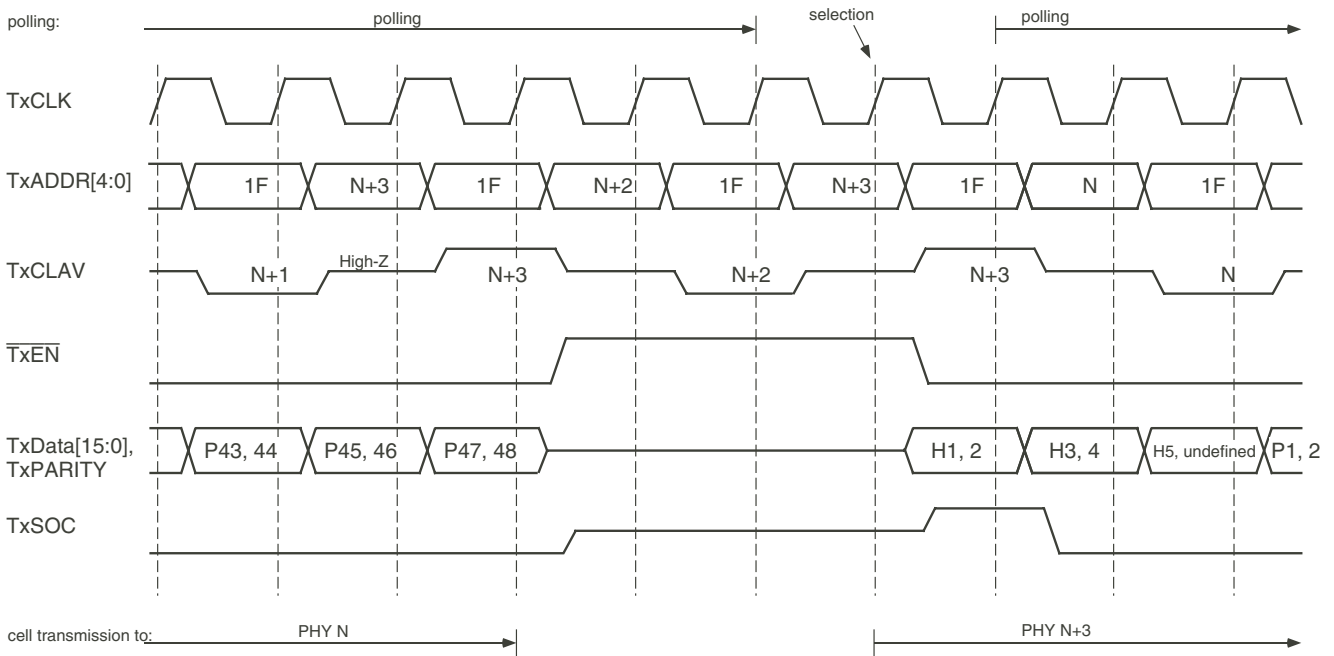 polling: polling selection polling
TxCLK
TxADDR[4:0] 1F N+3 1F N+2 1F N+3 1F N 1F
TxCLAV N+1 High-Z N+3 N+2 N+3 N
TxEN
TxData[15:0], TxPARITY P43, 44 P45, 46 P47, 48 H1, 2 H3, 4 H5, undefined P1, 2
TxSOC
cell transmission to: PHY N PHY N+3